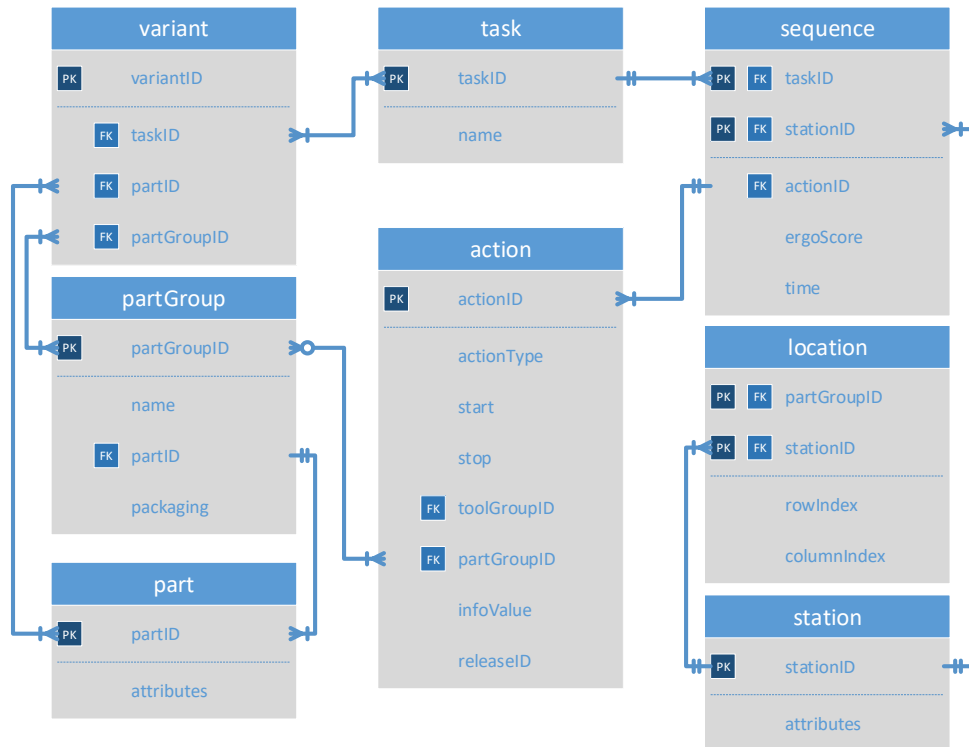 variant
PK variantID
FK taskID
FK partID
FK partGroupID
partGroup
PK partGroupID
name
FK partID
packaging
part
PK partID
attributes
task
PK taskID
name
action
PK actionID
actionType
start
stop
FK toolGroupID
FK partGroupID
infoValue
releaseID
sequence
PK FK taskID
PK FK stationID
FK actionID
ergoScore
time
location
PK FK partGroupID
PK FK stationID
rowIndex
columnIndex
station
PK stationID
attributes